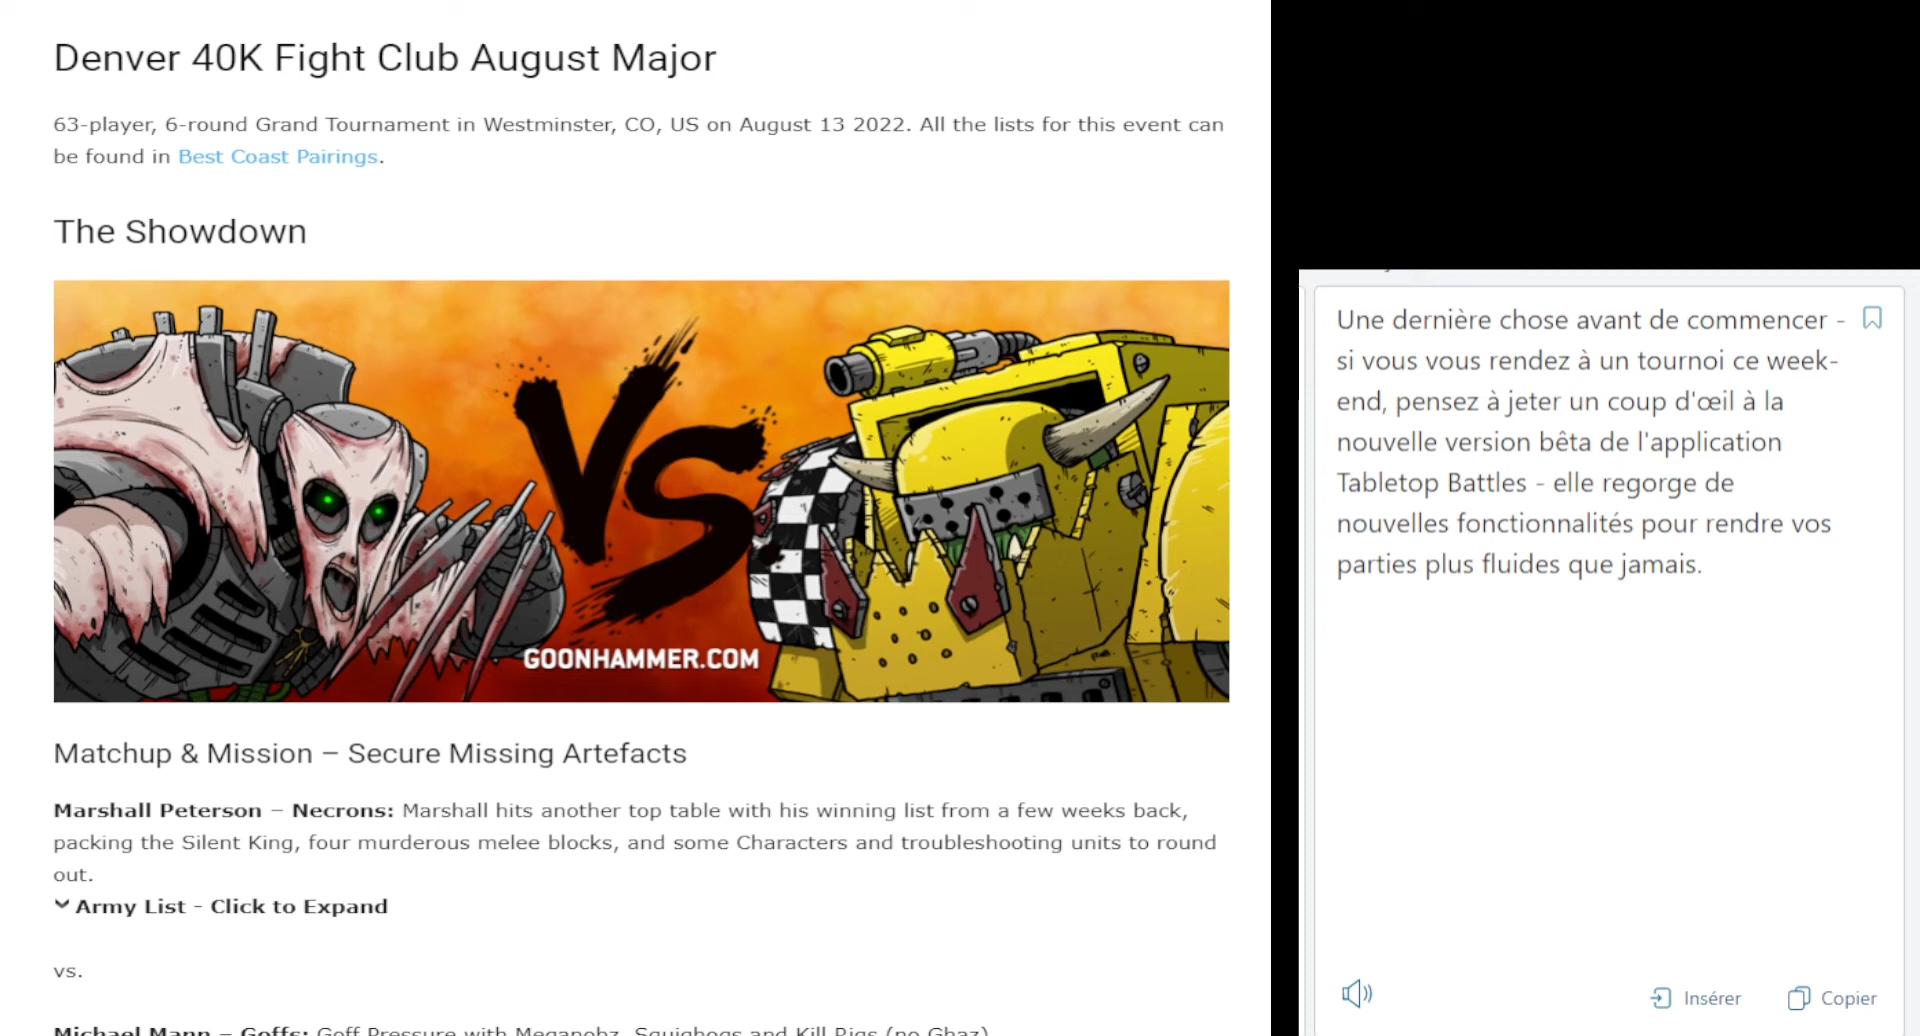 Denver 40K Fight Club August Major
63-player, 6-round Grand Tournament in Westminster, CO, US on August 13 2022. All the lists for this event can
be found in Best Coast Pairings.
The Showdown
VS
GOONHAMMER.COM
Matchup & Mission – Secure Missing Artefacts
Marshall Peterson – Necrons: Marshall hits another top table with his winning list from a few weeks back,
packing the Silent King, four murderous melee blocks, and some Characters and troubleshooting units to round
out.
Army List - Click to Expand
vs.
Michael Mann – Goffs: Goff Pressure with Meganobz, Squighogs and Kill Rigs (no Ghaz)
Une dernière chose avant de commencer -
si vous vous rendez à un tournoi ce week-
end, pensez à jeter un coup d'œil à la
nouvelle version bêta de l'application
Tabletop Battles - elle regorge de
nouvelles fonctionnalités pour rendre vos
parties plus fluides que jamais.
Insérer
Copier